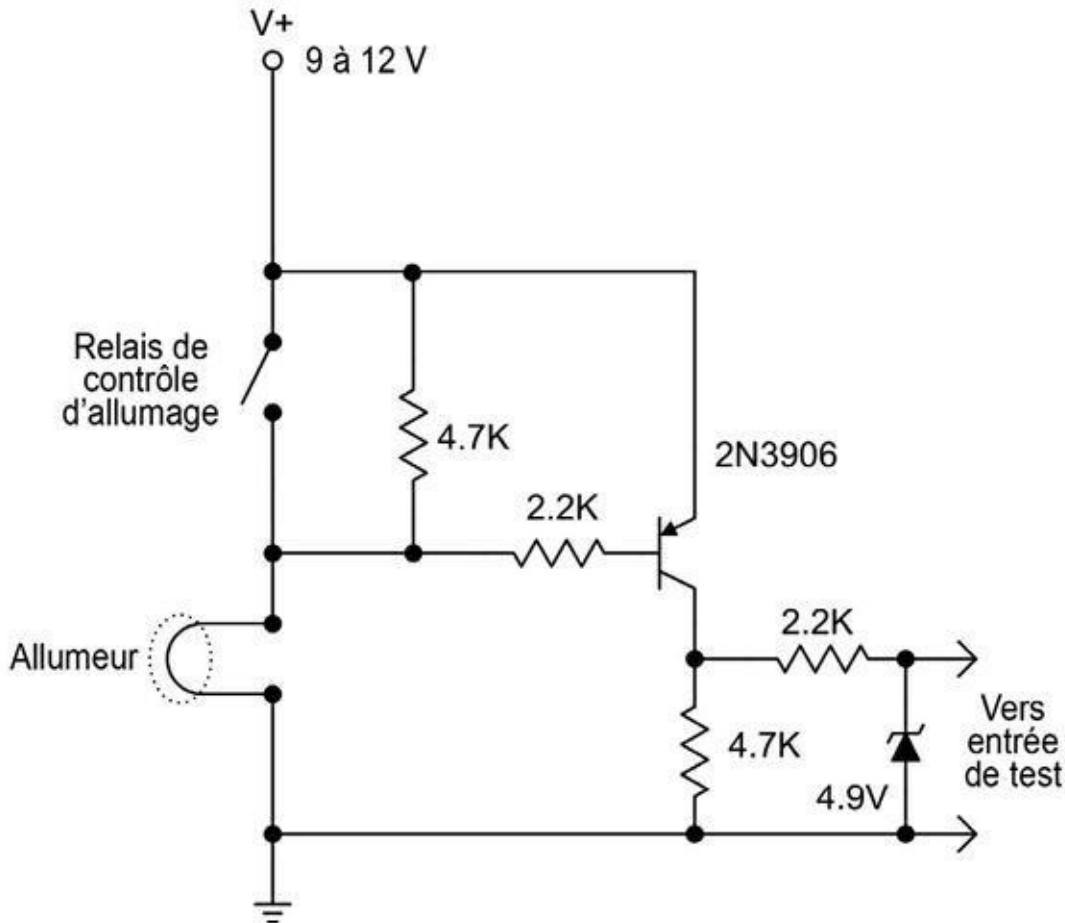 V+
9 à 12 V
Relais de
contrôle
d'allumage
4.7K
2N3906
2.2K
Allumeur
2.2K
4.7K
4.9V
Vers
entrée
de test